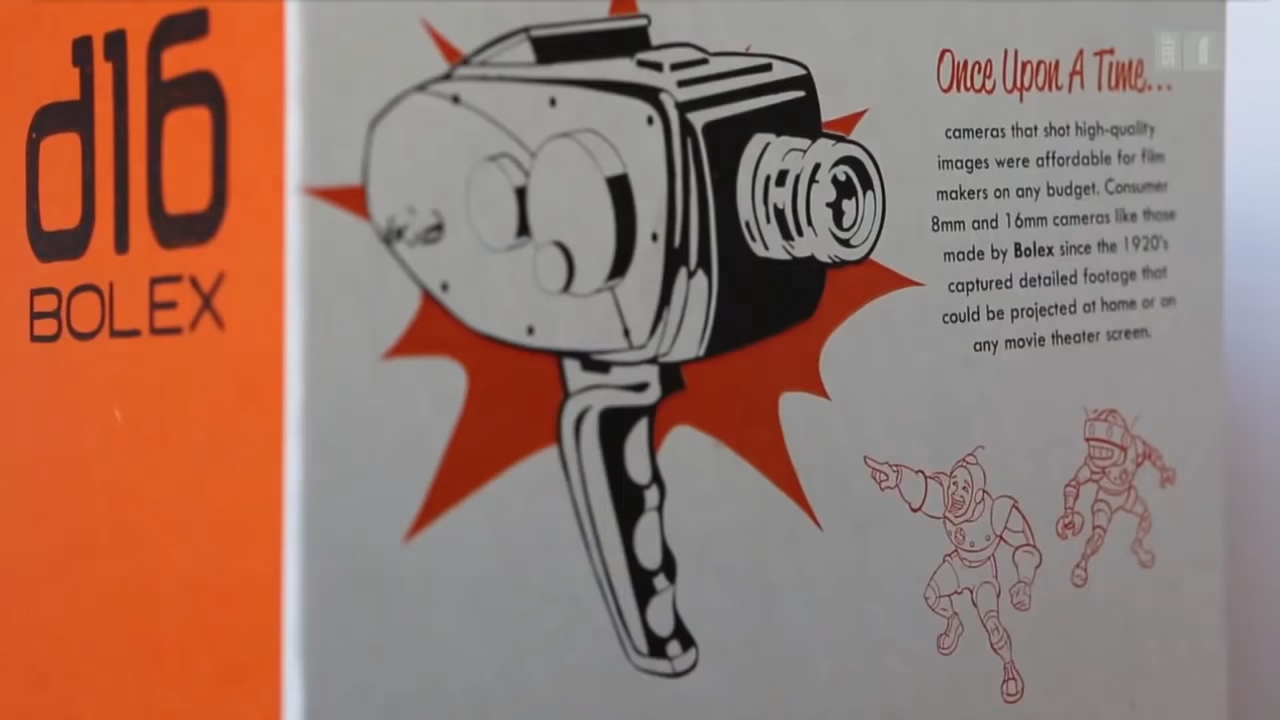 d16
BOLEX
Once Upon A Time...
cameras that shot high-quality
images were affordable for film
makers on any budget. Consumer
8mm and 16mm cameras like those
made by Bolex since the 1920's
captured detailed footage that
could be projected at home or on
any movie theater screen.
SRF 1